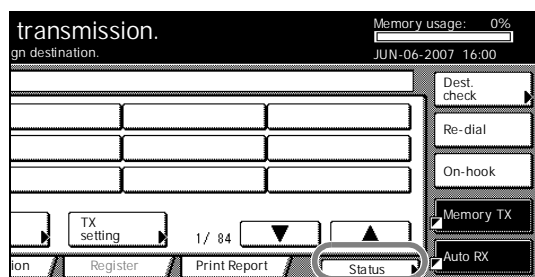 transmission.
Memory usage: 0%
gn destination.
JUN-06-2007 16:00
Dest.
check
Re-dial
On-hook
Memory TX
TX
setting
1/ 84
Auto RX
ion
Register
Print Report
Status